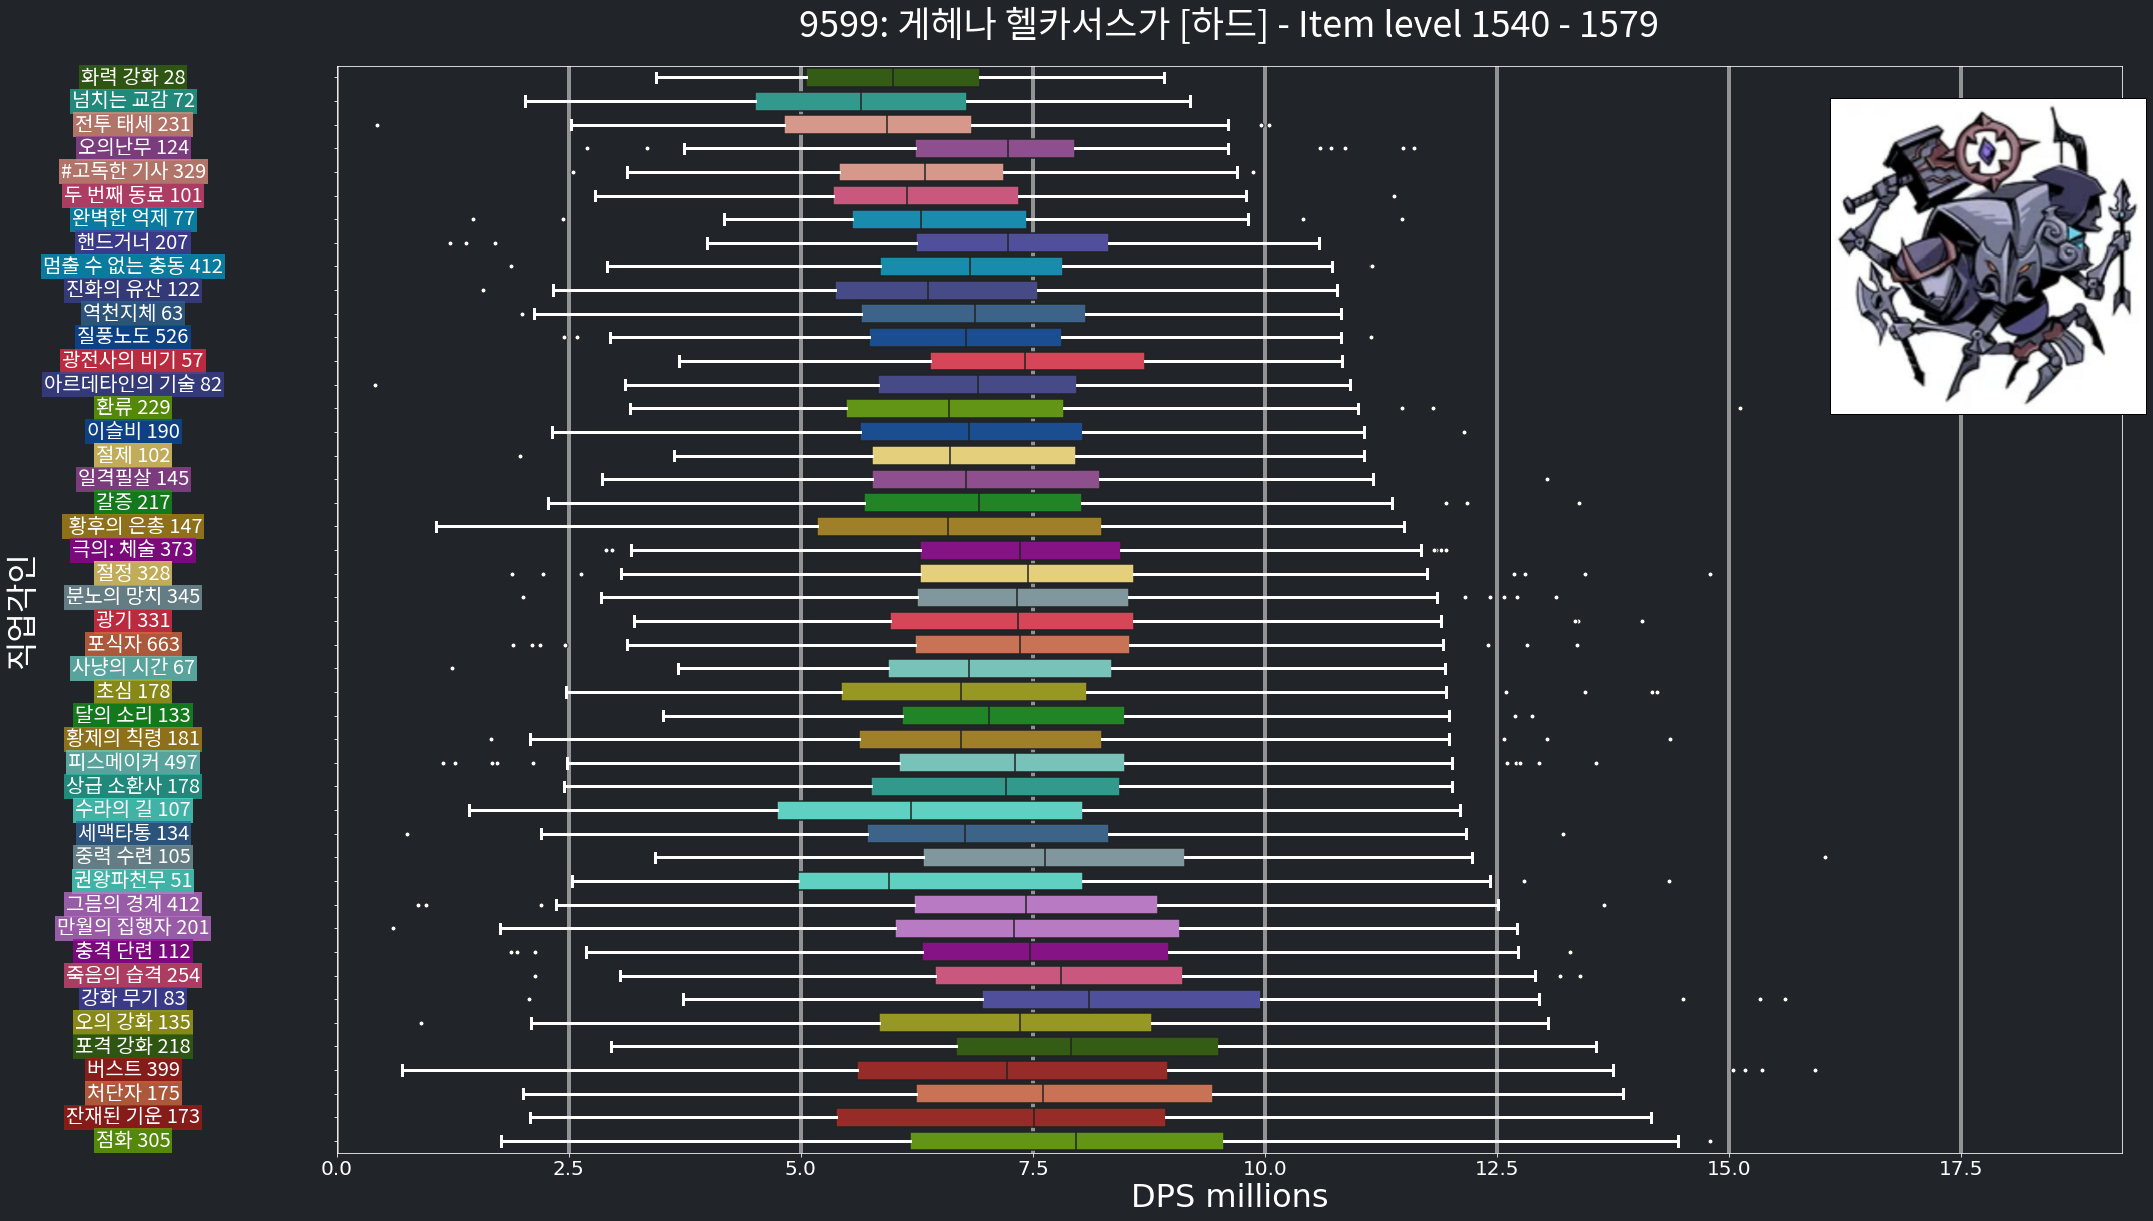 9599: 게헤나 헬카서스가 [하드] - Item level 1540 - 1579
화력 강화 28
넘치는 교감 72
전투 태세 231
오의난무 124
#고독한 기사 329
두 번째 동료 101
완벽한 억제 77
핸드거너 207
멈출 수 없는 충동 412
진화의 유산 122
역천지체 63
질풍노도 526
광전사의 비기 57
아르데타인의 기술 82
환류 229
이슬비 190
절제 102
일격필살 145
갈증 217
황후의 은총 147
극의: 체술 373
절정 328
분노의 망치 345
광기 331
포식자 663
사냥의 시간 67
초심 178
달의 소리 133
황제의 칙령 181
피스메이커 497
상급 소환사 178
수라의 길 107
세맥타통 134
중력 수련 105
권왕파천무 51
그믐의 경계 412
만월의 집행자 201
충격 단련 112
죽음의 습격 254
강화 무기 83
오의 강화 135
포격 강화 218
버스트 399
처단자 175
잔재된 기운 173
점화 305
직업각인
0.0 2.5 5.0 7.5 10.0 12.5 15.0 17.5
DPS millions